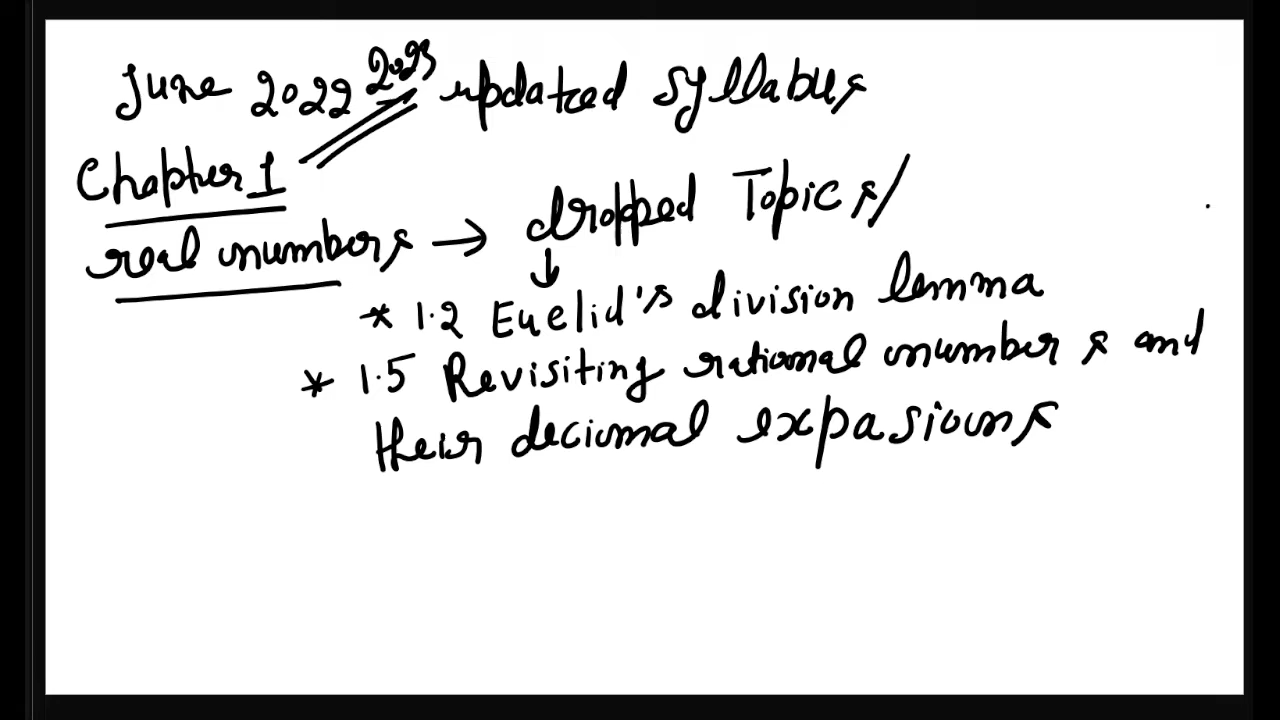 June 2022 2023 updated syllabus
Chapter 1
real numbers → dropped Topics/
↓
* 1.2 Euclid's division lemma
* 1.5 Revisiting rational numbers and
their decimal expasions